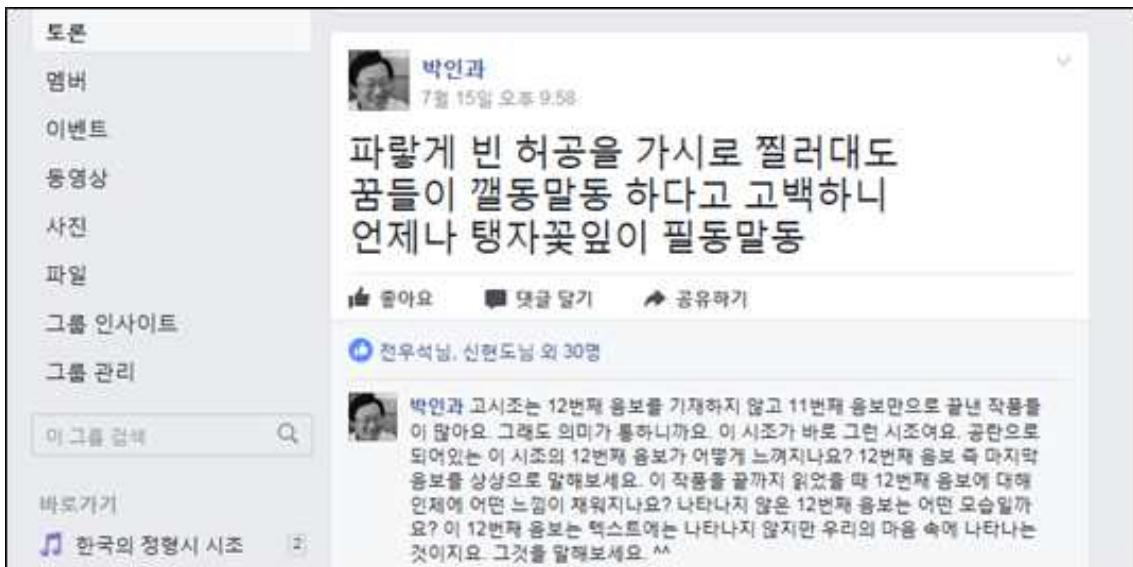 토론
멤버
이벤트
동영상
사진
파일
그룹 인사이트
그룹 관리
이 그룹 검색
바로가기
한국의 정형시 시조 2
박인과
7월 15일 오후 9:58
파랗게 빈 허공을 가시로 찔러대도
꿈들이 깰동말동 하다고 고백하니
언제나 탱자꽃잎이 필동말동
좋아요 댓글 달기 공유하기
전우석님, 신현도님 외 30명
박인과 고시조는 12번째 음보를 기재하지 않고 11번째 음보만으로 끝낸 작품들
이 많아요. 그래도 의미가 통하니까요. 이 시조가 바로 그런 시조여요. 공란으로
되어있는 이 시조의 12번째 음보가 어떻게 느껴지나요? 12번째 음보 즉 마지막
음보를 상상으로 말해보세요. 이 작품을 끝까지 읽었을 때 12번째 음보에 대해
인제에 어떤 느낌이 채워지나요? 나타나지 않은 12번째 음보는 어떤 모습일까
요? 이 12번째 음보는 텍스트에는 나타나지 않지만 우리의 마음 속에 나타나는
것이지요. 그것을 말해보세요. ^^